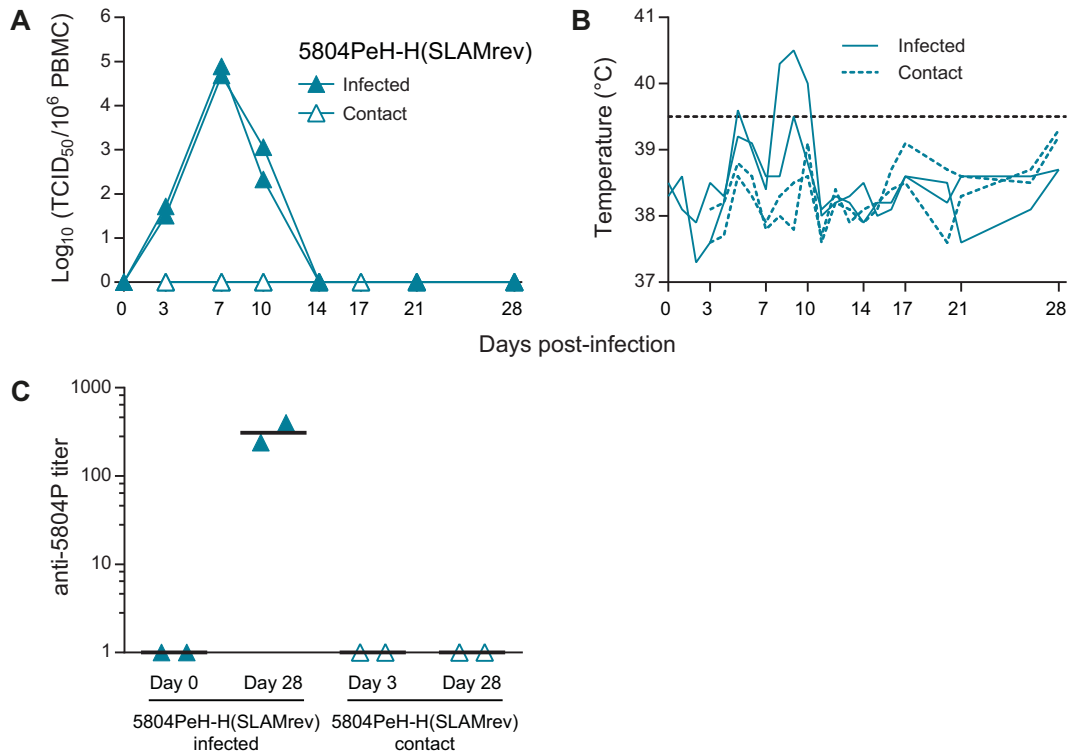 A
6
5
4
3
2
1
0
Log₁₀ (TCID₅₀/10⁶ PBMC)
5804PeH-H(SLAMrev)
Infected
Contact
0 3 7 10 14 17 21 28
B
41
40
39
38
37
Temperature (°C)
Infected
Contact
0 3 7 10 14 17 21 28
Days post-infection
C
1000
100
10
1
anti-5804P titer
Day 0 Day 28 Day 3 Day 28
5804PeH-H(SLAMrev) 5804PeH-H(SLAMrev)
infected contact